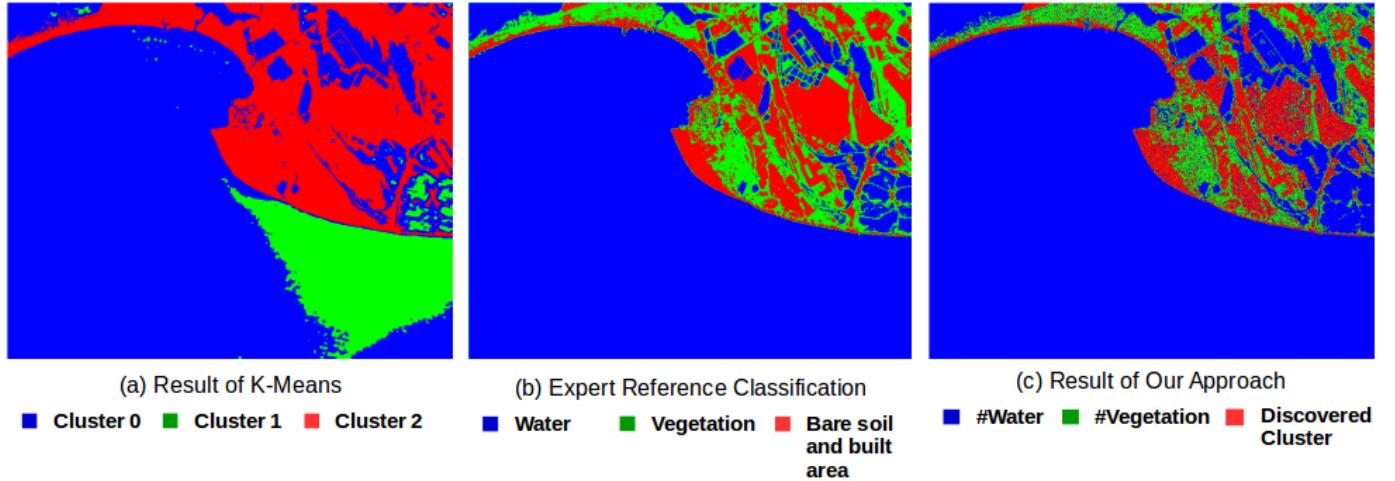 (a) Result of K-Means
Cluster 0 Cluster 1 Cluster 2
(b) Expert Reference Classification
Water Vegetation Bare soil
and built
area
(c) Result of Our Approach
#Water #Vegetation Discovered
Cluster